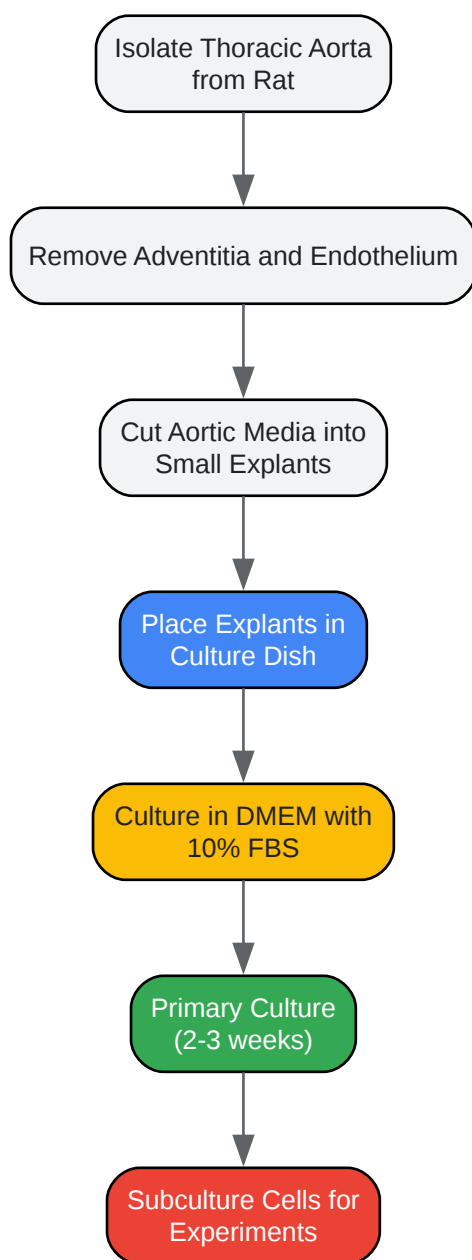 Isolate Thoracic Aorta
from Rat
Remove Adventitia and Endothelium
Cut Aortic Media into
Small Explants
Place Explants in
Culture Dish
Culture in DMEM with
10% FBS
Primary Culture
(2-3 weeks)
Subculture Cells for
Experiments